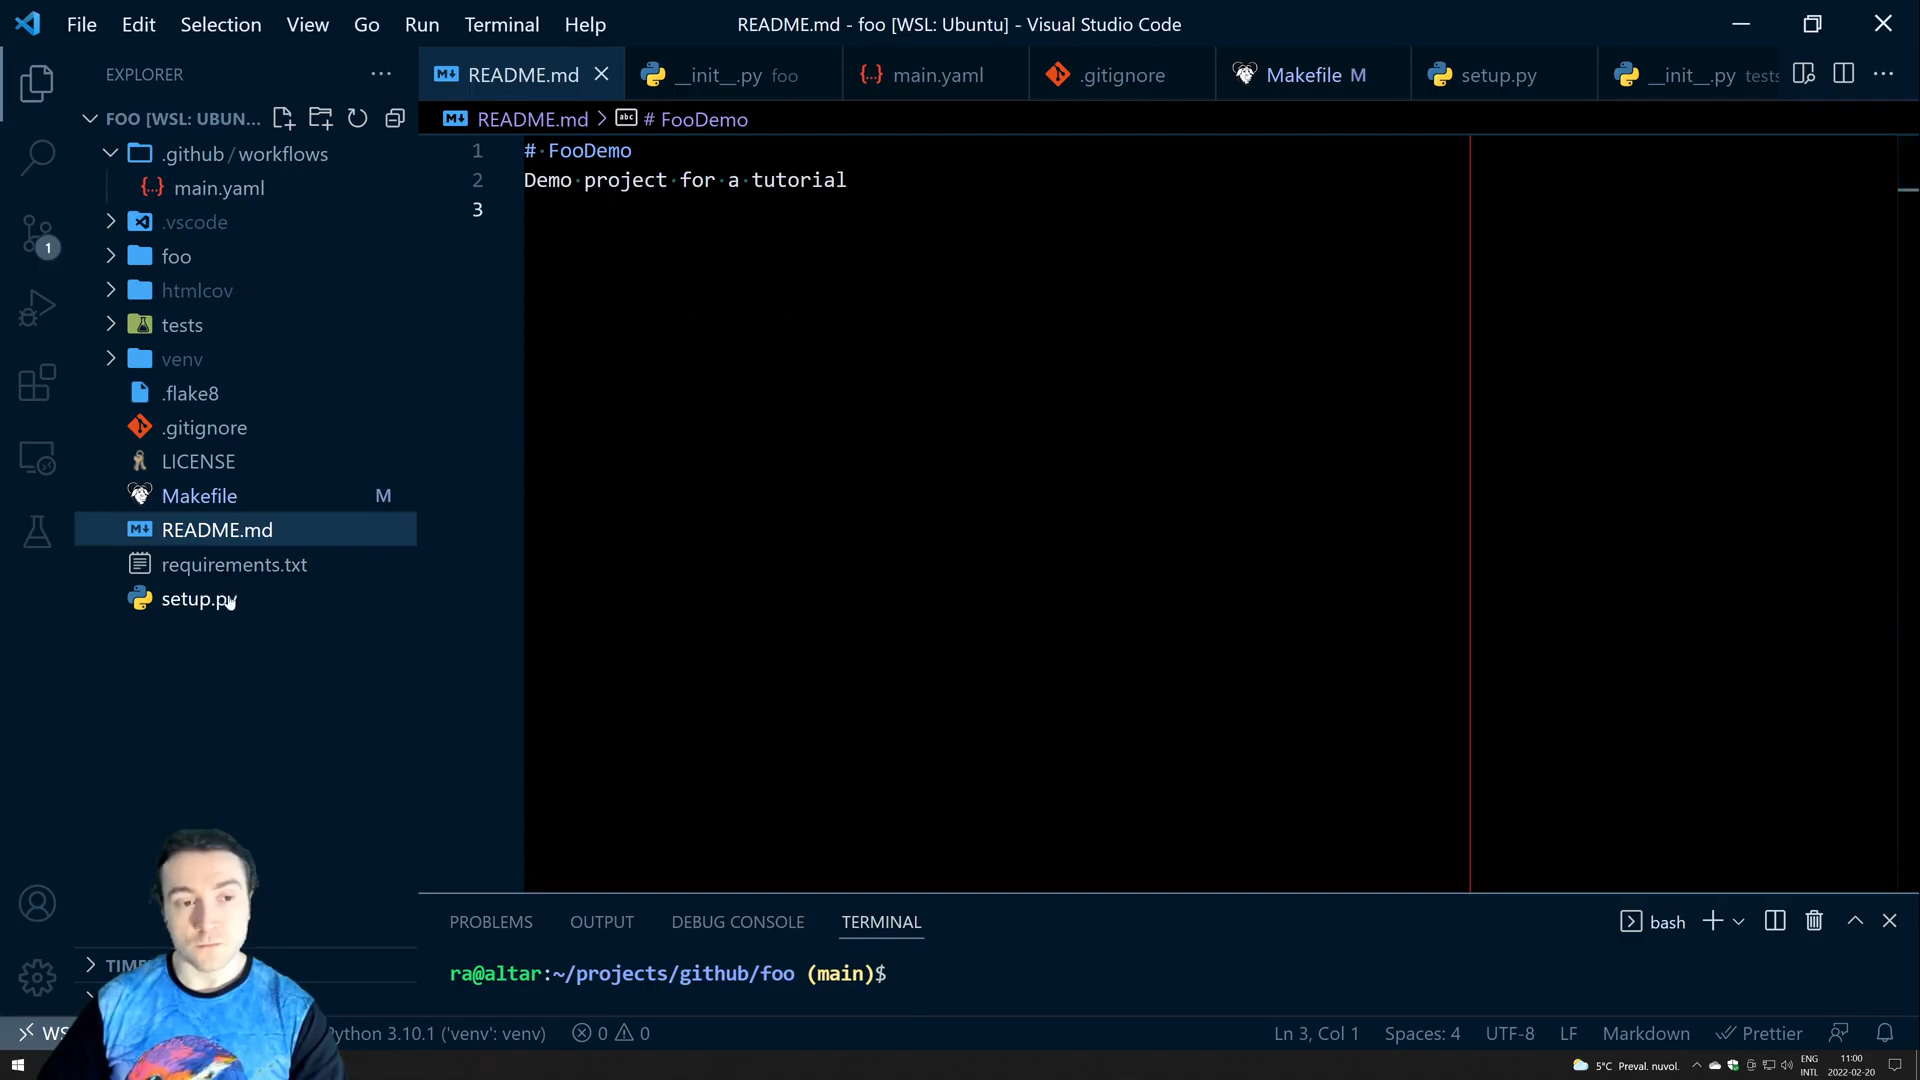 File Edit Selection View Go Run Terminal Help
README.md - foo [WSL: Ubuntu] - Visual Studio Code
EXPLORER
README.md
__init__.py foo
main.yaml
.gitignore
Makefile M
setup.py
__init__.py tests
FOO [WSL: UBUN...
README.md > # FooDemo
.github / workflows
main.yaml
.vscode
foo
htmlcov
tests
venv
.flake8
.gitignore
LICENSE
Makefile M
README.md
requirements.txt
setup.py
1
1 # FooDemo
2 Demo project for a tutorial
3
PROBLEMS OUTPUT DEBUG CONSOLE TERMINAL
bash
ra@altar:~/projects/github/foo (main)$
Python 3.10.1 ('venv': venv) 0 0
Ln 3, Col 1 Spaces: 4 UTF-8 LF Markdown Prettier
5°C Preval. nuvol.
ENG
INTL
11:00
2022-02-20